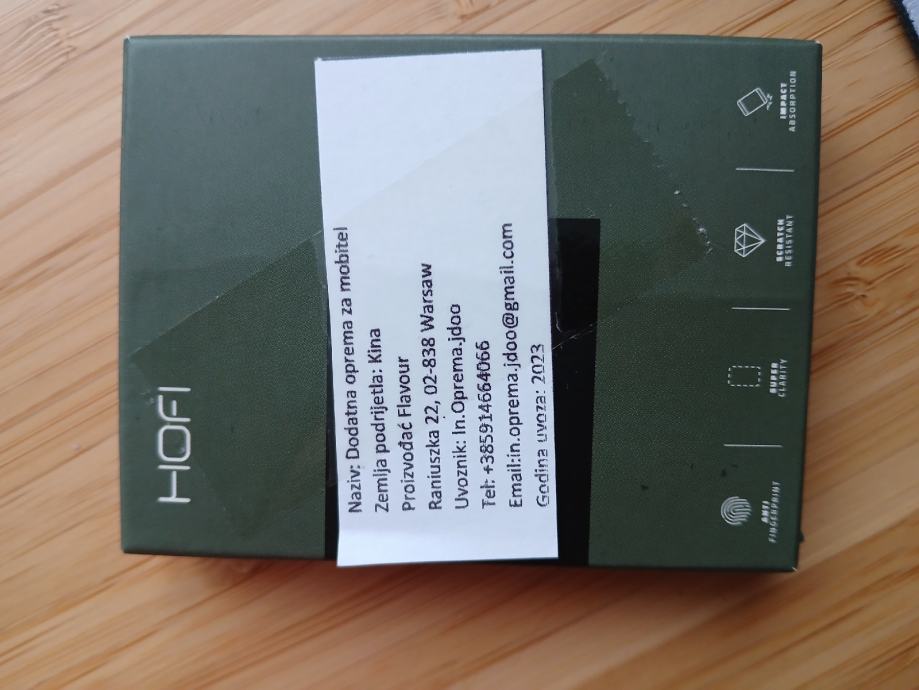 HOFI
Naziv: Dodatna oprema za mobitel
Zemlja podrijetla: Kina
Proizvođač Flavour
Raniuszka 22, 02-838 Warsaw
Uvoznik: In.Oprema.jdoo
Tel: +385914664066
Email:in.oprema.jdoo@gmail.com
Godina uvoza: 2023
ANTI
FINGERPRINT
SUPER
CLARITY
SCRATCH
RESISTANT
IMPACT
ABSORPTION